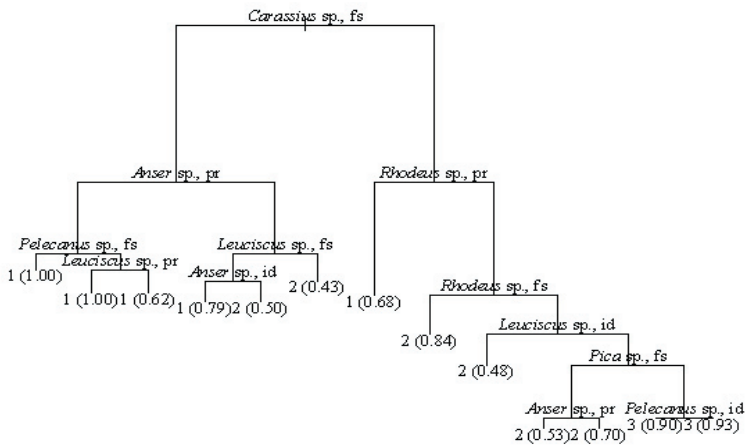 Carassius sp., fs
Anser sp., pr
Rhodeus sp., pr
Pelecanus sp., fs
Leuciscus sp., fs
Leuciscus sp., pr
1 (1.00)
Anser sp., id
2 (0.43)
1 (1.00) 1 (0.62)
1 (0.79) 2 (0.50)
1 (0.68)
Rhodeus sp., fs
2 (0.84)
Leuciscus sp., id
2 (0.48)
Pica sp., fs
Anser sp., pr
Pelecanus sp., id
2 (0.53) 2 (0.70)
3 (0.90) 3 (0.93)